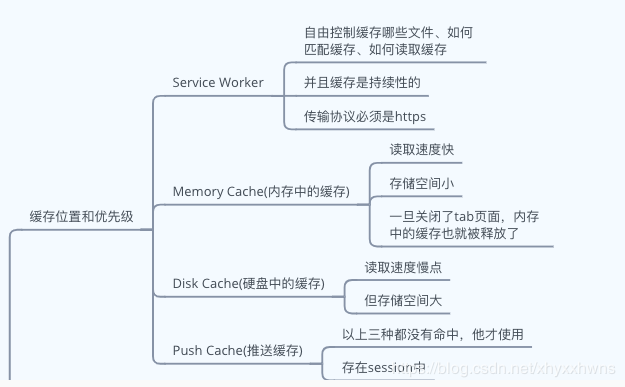 自由控制缓存哪些文件、如何
匹配缓存、如何读取缓存
Service Worker
并且缓存是持续性的
传输协议必须是https
读取速度快
Memory Cache(内存中的缓存)
存储空间小
缓存位置和优先级
一旦关闭了tab页面，内存
中的缓存也就被释放了
读取速度慢点
Disk Cache(硬盘中的缓存)
但存储空间大
以上三种都没有命中，他才使用
Push Cache(推送缓存)
存在session中
https://blog.csdn.net/xhyxxhwns